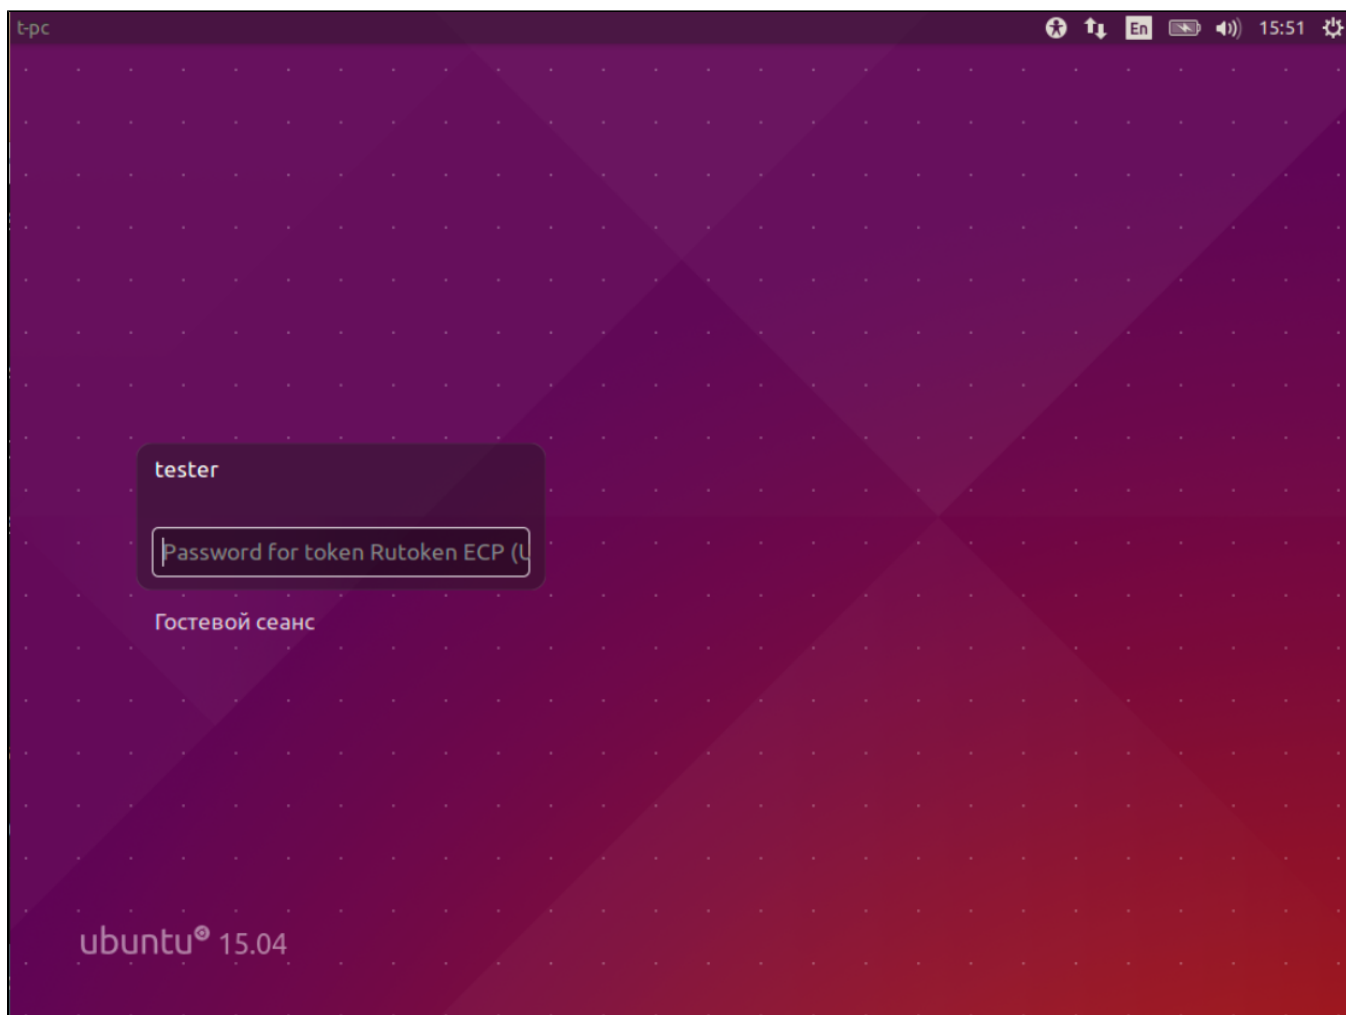 t-pc En 15:51
tester
Password for token Rutoken ECP (U
Гостевой сеанс
ubuntu 15.04